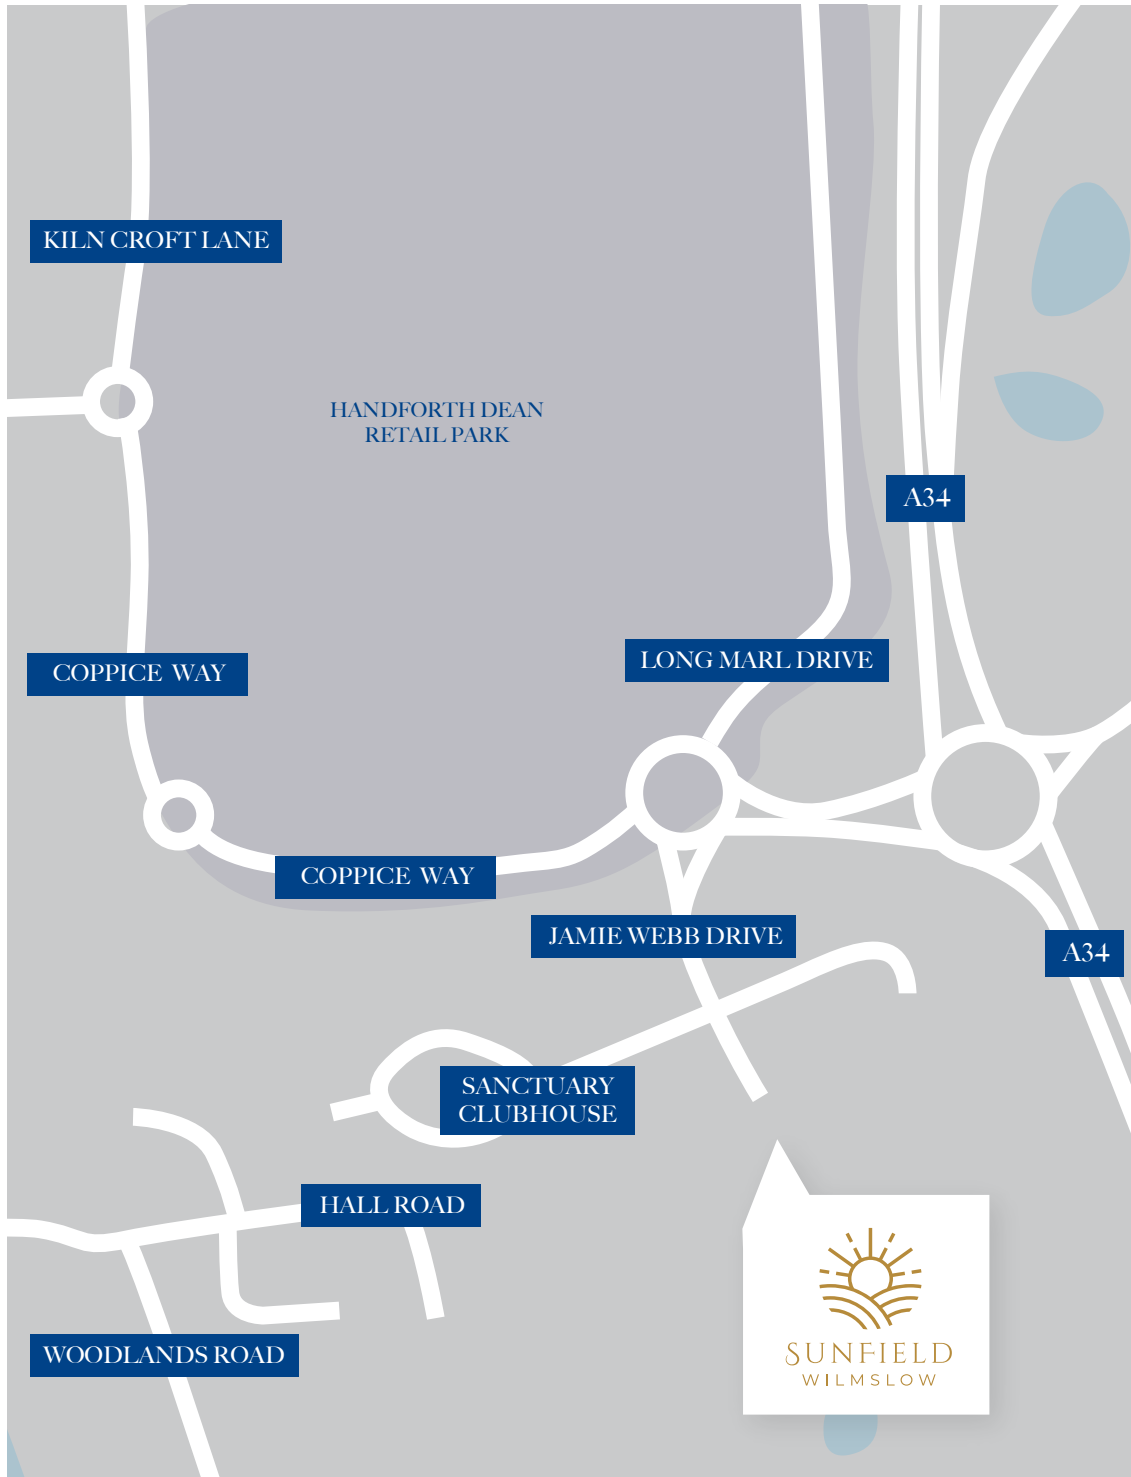 KILN CROFT LANE
HANDFORTH DEAN
RETAIL PARK
A34
LONG MARL DRIVE
COPPICE WAY
COPPICE WAY
JAMIE WEBB DRIVE
A34
SANCTUARY
CLUBHOUSE
HALL ROAD
WOODLANDS ROAD
SUNFIELD
WILMSLOW